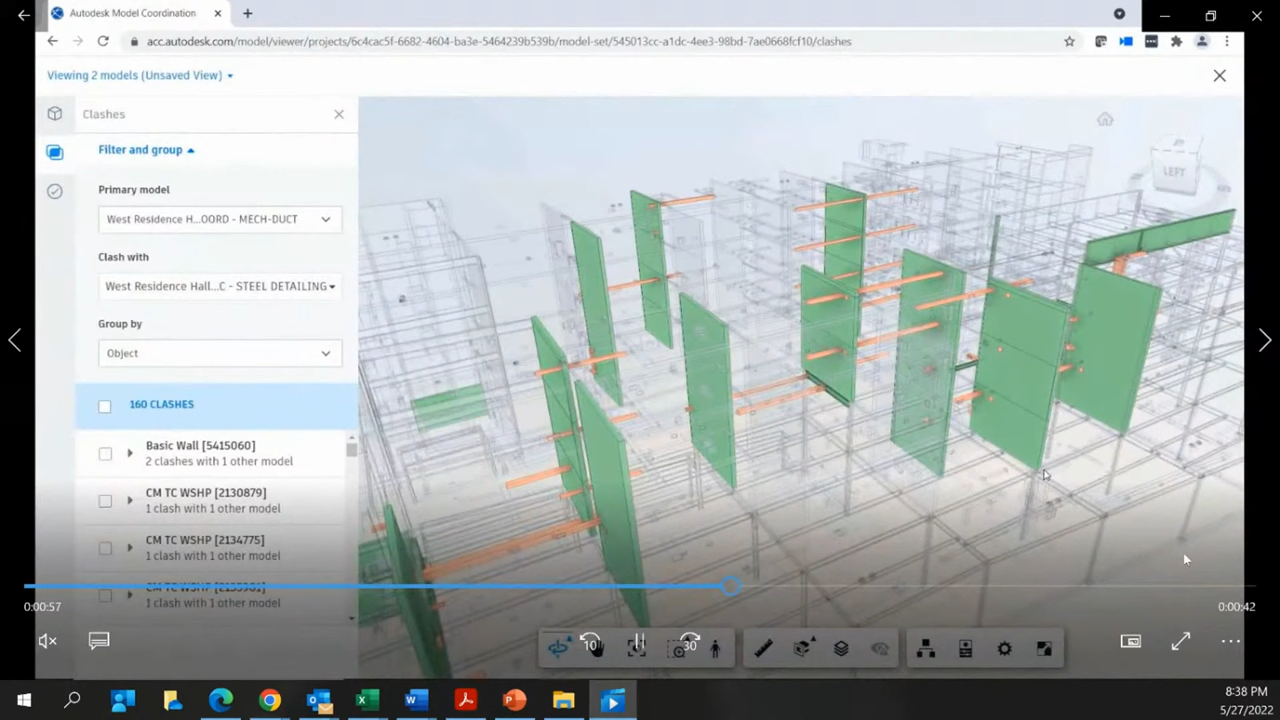 Autodesk Model Coordination
acc.autodesk.com/model/viewer/projects/6c4cac5f-6682-4604-ba3e-5464239b539b/model-set/545013cc-a1dc-4ee3-98bd-7ae0668fcf10/clashes
Viewing 2 models (Unsaved View)
Clashes
Filter and group
LEFT
Primary model
West Residence H...OORD - MECH-DUCT
Clash with
West Residence Hall...C - STEEL DETAILING
Group by
Object
160 CLASHES
Basic Wall [5415060]
2 clashes with 1 other model
CM TC WSHP [2130879]
1 clash with 1 other model
CM TC WSHP [2134775]
1 clash with 1 other model
CM TC WSHP
1 clash with 1 other model
0:00:57
0:00:42
10
30
8:38 PM
5/27/2022